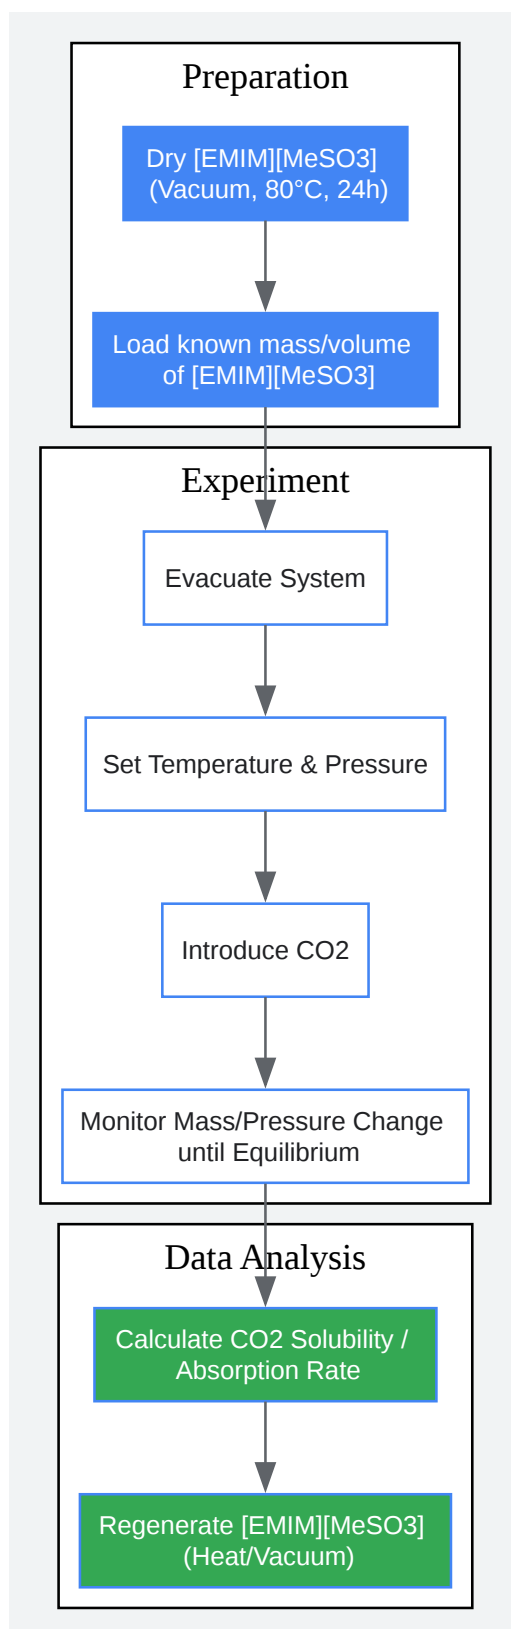 Preparation
Dry [EMIM][MeSO3]
(Vacuum, 80°C, 24h)
Load known mass/volume
of [EMIM][MeSO3]
Experiment
Evacuate System
Set Temperature & Pressure
Introduce CO2
Monitor Mass/Pressure Change
until Equilibrium
Data Analysis
Calculate CO2 Solubility /
Absorption Rate
Regenerate [EMIM][MeSO3]
(Heat/Vacuum)